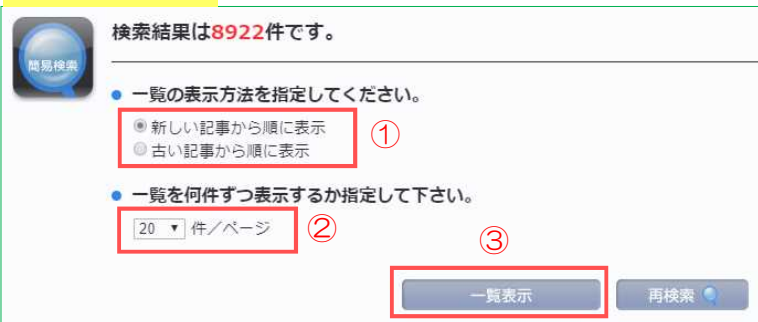 検索結果は8922件です。
簡易検索
一覧の表示方法を指定してください。
新しい記事から順に表示
古い記事から順に表示
①
一覧を何件ずつ表示するか指定して下さい。
20 ▼ 件／ページ
②
③
一覧表示
再検索